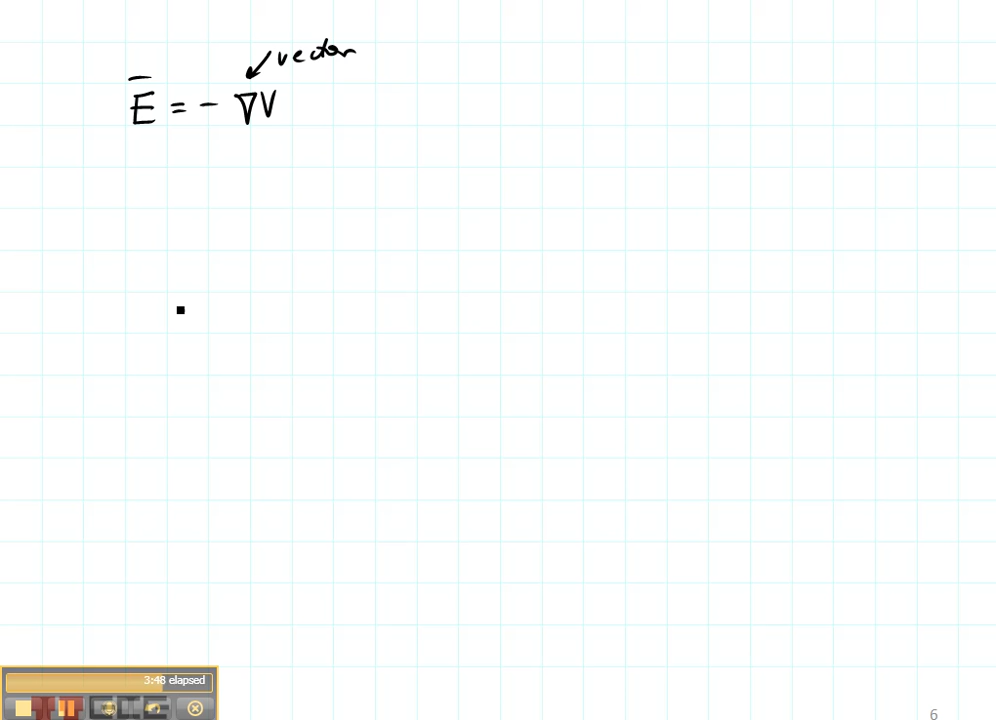 vector
E̅ = - ∇V
3:48 elapsed
6